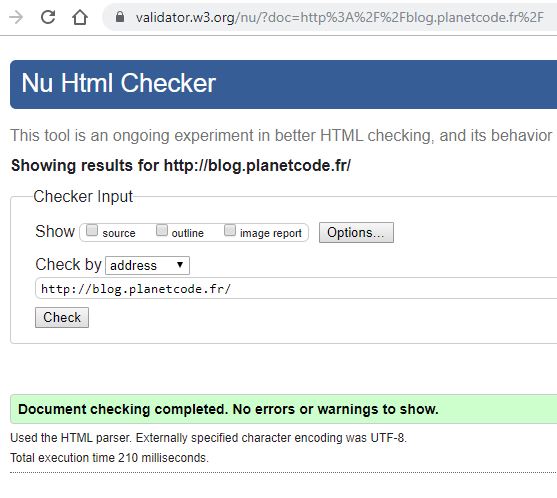 validator.w3.org/nu/?doc=http%3A%2F%2Fblog.planetcode.fr%2F
Nu Html Checker
This tool is an ongoing experiment in better HTML checking, and its behavior
Showing results for http://blog.planetcode.fr/
Checker Input
Show source outline image report Options...
Check by address
http://blog.planetcode.fr/
Check
Document checking completed. No errors or warnings to show.
Used the HTML parser. Externally specified character encoding was UTF-8.
Total execution time 210 milliseconds.